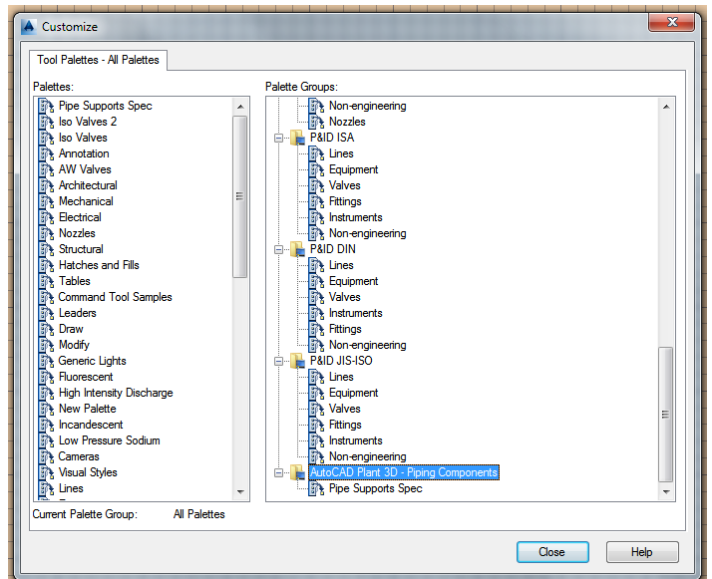 Customize
Tool Palettes - All Palettes
Palettes:
Pipe Supports Spec
Iso Valves 2
Iso Valves
Annotation
AW Valves
Architectural
Mechanical
Electrical
Nozzles
Structural
Hatches and Fills
Tables
Command Tool Samples
Leaders
Draw
Modify
Generic Lights
Fluorescent
High Intensity Discharge
New Palette
Incandescent
Low Pressure Sodium
Cameras
Visual Styles
Lines
Palette Groups:
Non-engineering
Nozzles
P&ID ISA
Lines
Equipment
Valves
Fittings
Instruments
Non-engineering
P&ID DIN
Lines
Equipment
Valves
Instruments
Fittings
Non-engineering
P&ID JIS-ISO
Lines
Equipment
Valves
Fittings
Instruments
Non-engineering
AutoCAD Plant 3D - Piping Components
Pipe Supports Spec
Current Palette Group: All Palettes
Close
Help